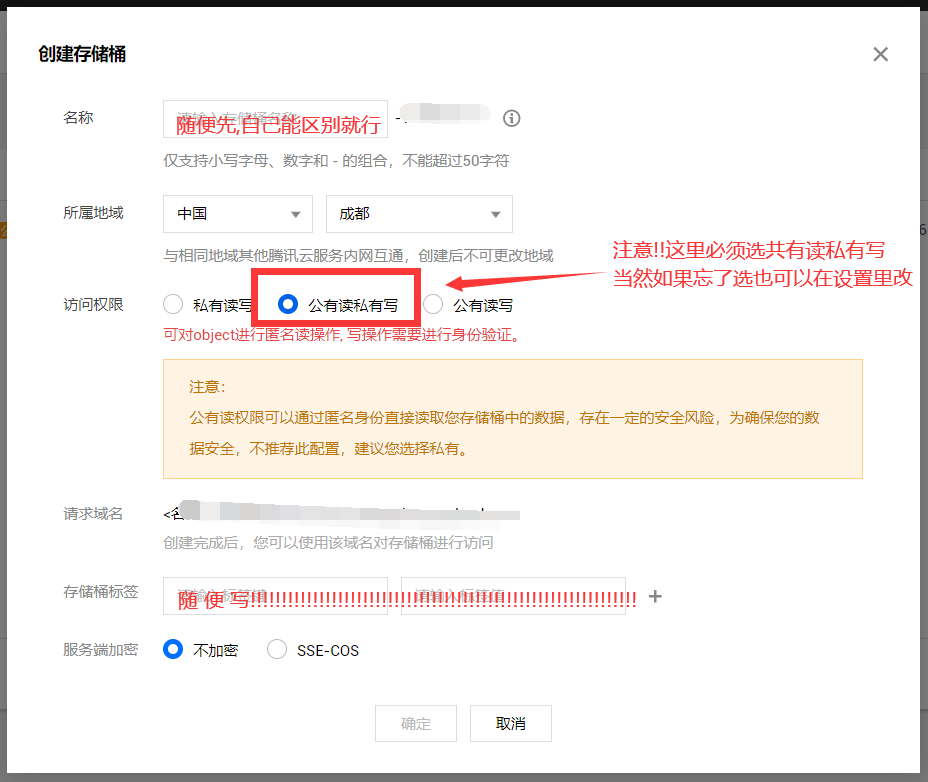 创建存储桶
名称
随便先,自己能区别就行
仅支持小写字母、数字和 - 的组合，不能超过50字符
所属地域 中国 成都
与相同地域其他腾讯云服务内网互通，创建后不可更改地域
注意!!这里必须选共有读私有写
当然如果忘了选也可以在设置里改
访问权限 私有读写 公有读私有写 公有读写
可对object进行匿名读操作, 写操作需要进行身份验证。
注意：
公有读权限可以通过匿名身份直接读取您存储桶中的数据，存在一定的安全风险，为确保您的数
据安全，不推荐此配置，建议您选择私有。
请求域名
创建完成后，您可以使用该域名对存储桶进行访问
存储桶标签
随 便 写!!!!!!!!!!!!!!!!!!!!!!!!!!!!!!!!!!!!!!!!!!!!!!!!!!!!!!!!!!!!!!!!
服务端加密 不加密 SSE-COS
确定 取消